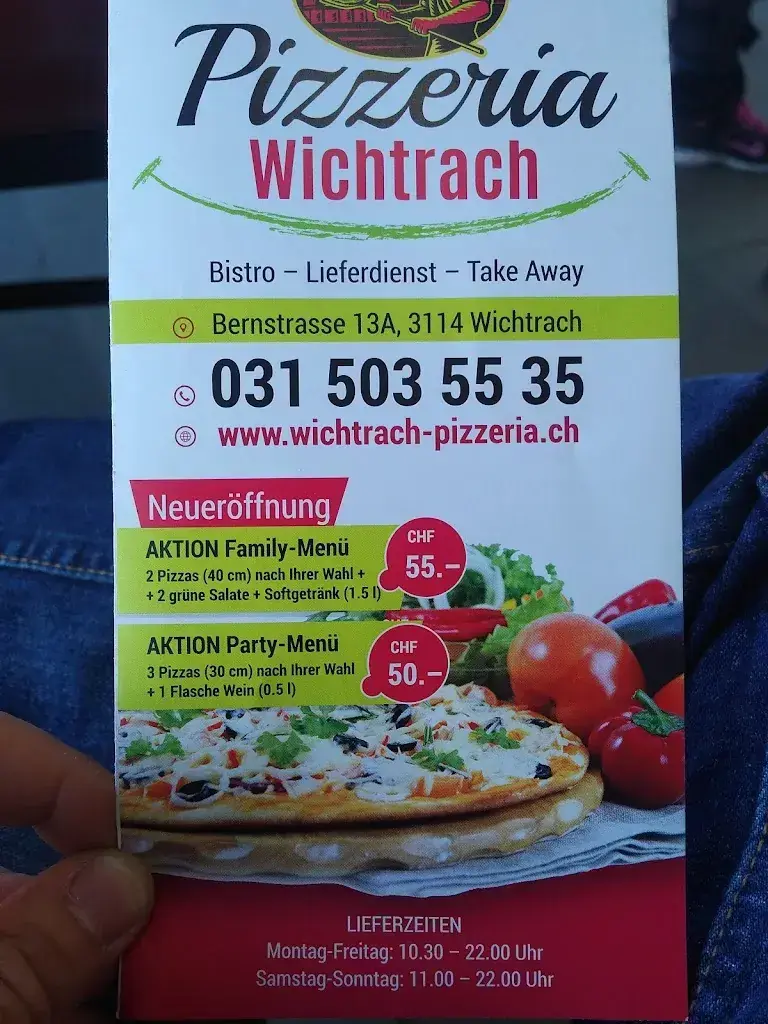 Pizzeria
Wichtrach
Bistro – Lieferdienst – Take Away
Bernstrasse 13A, 3114 Wichtrach
031 503 55 35
www.wichtrach-pizzeria.ch
Neueröffnung
AKTION Family-Menü
2 Pizzas (40 cm) nach Ihrer Wahl +
+ 2 grüne Salate + Softgetränk (1.5 l)
CHF
55.–
AKTION Party-Menü
3 Pizzas (30 cm) nach Ihrer Wahl
+ 1 Flasche Wein (0.5 l)
CHF
50.–
LIEFERZEITEN
Montag-Freitag: 10.30 – 22.00 Uhr
Samstag-Sonntag: 11.00 – 22.00 Uhr